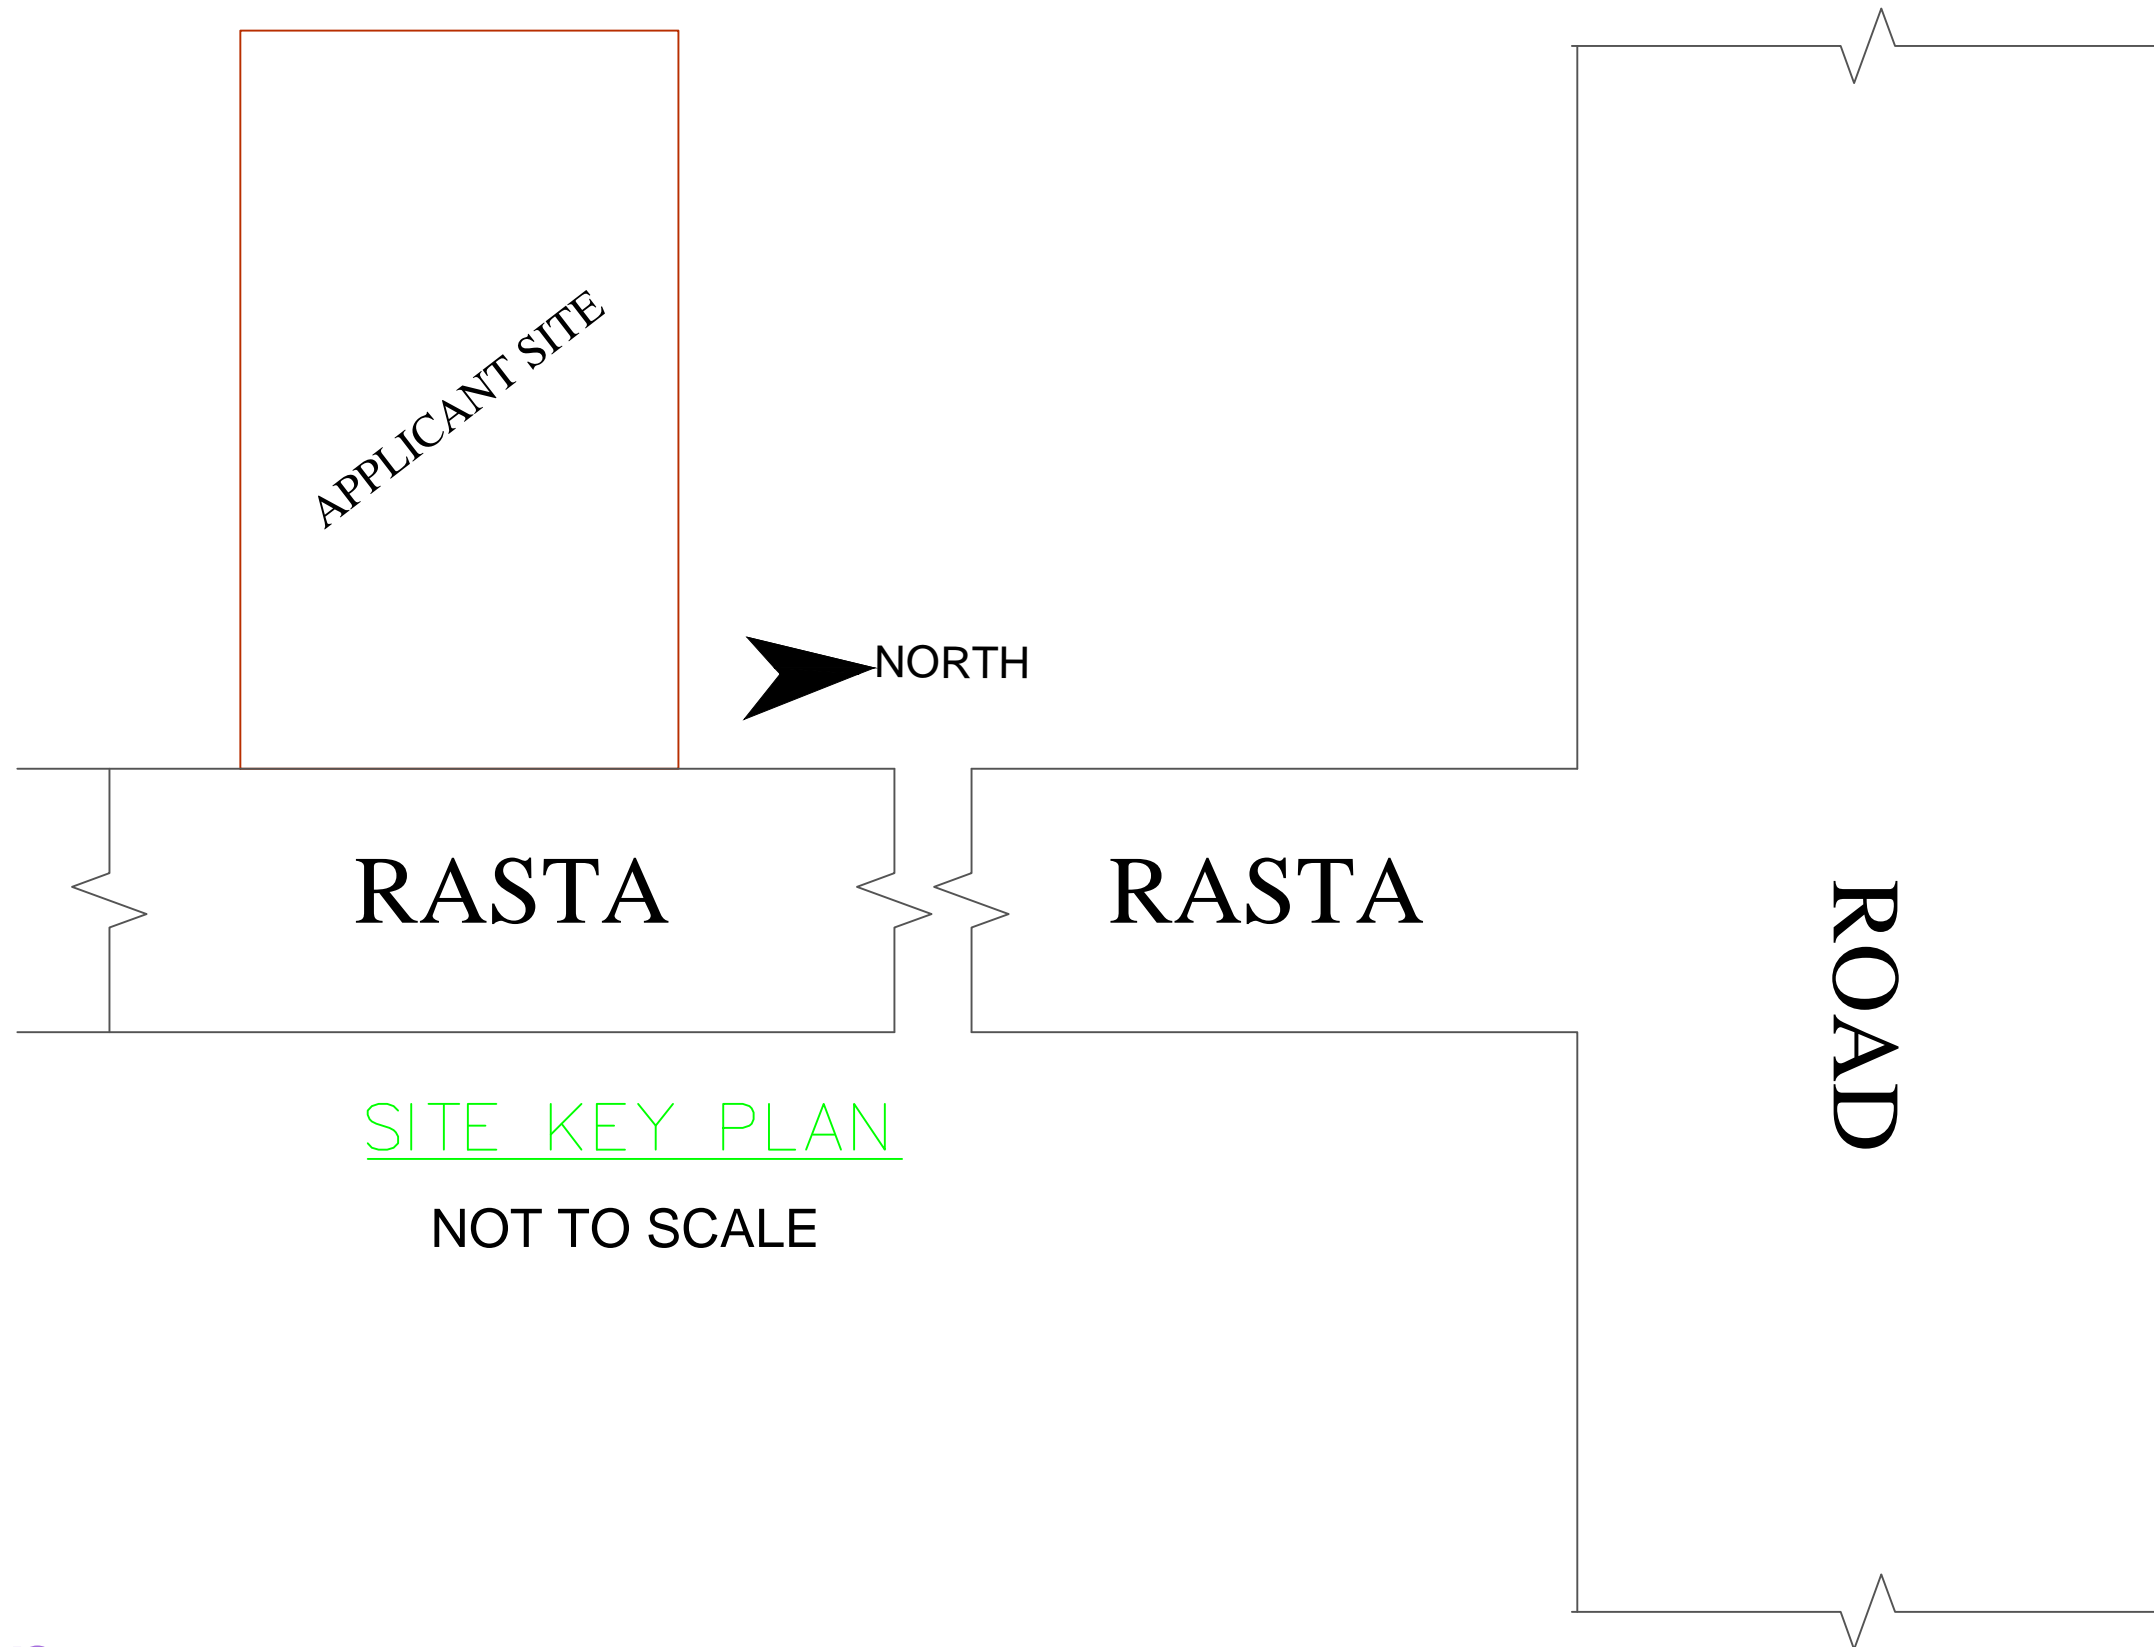 APPLICANT SITE
NORTH
RASTA
RASTA
ROAD
SITE KEY PLAN
NOT TO SCALE